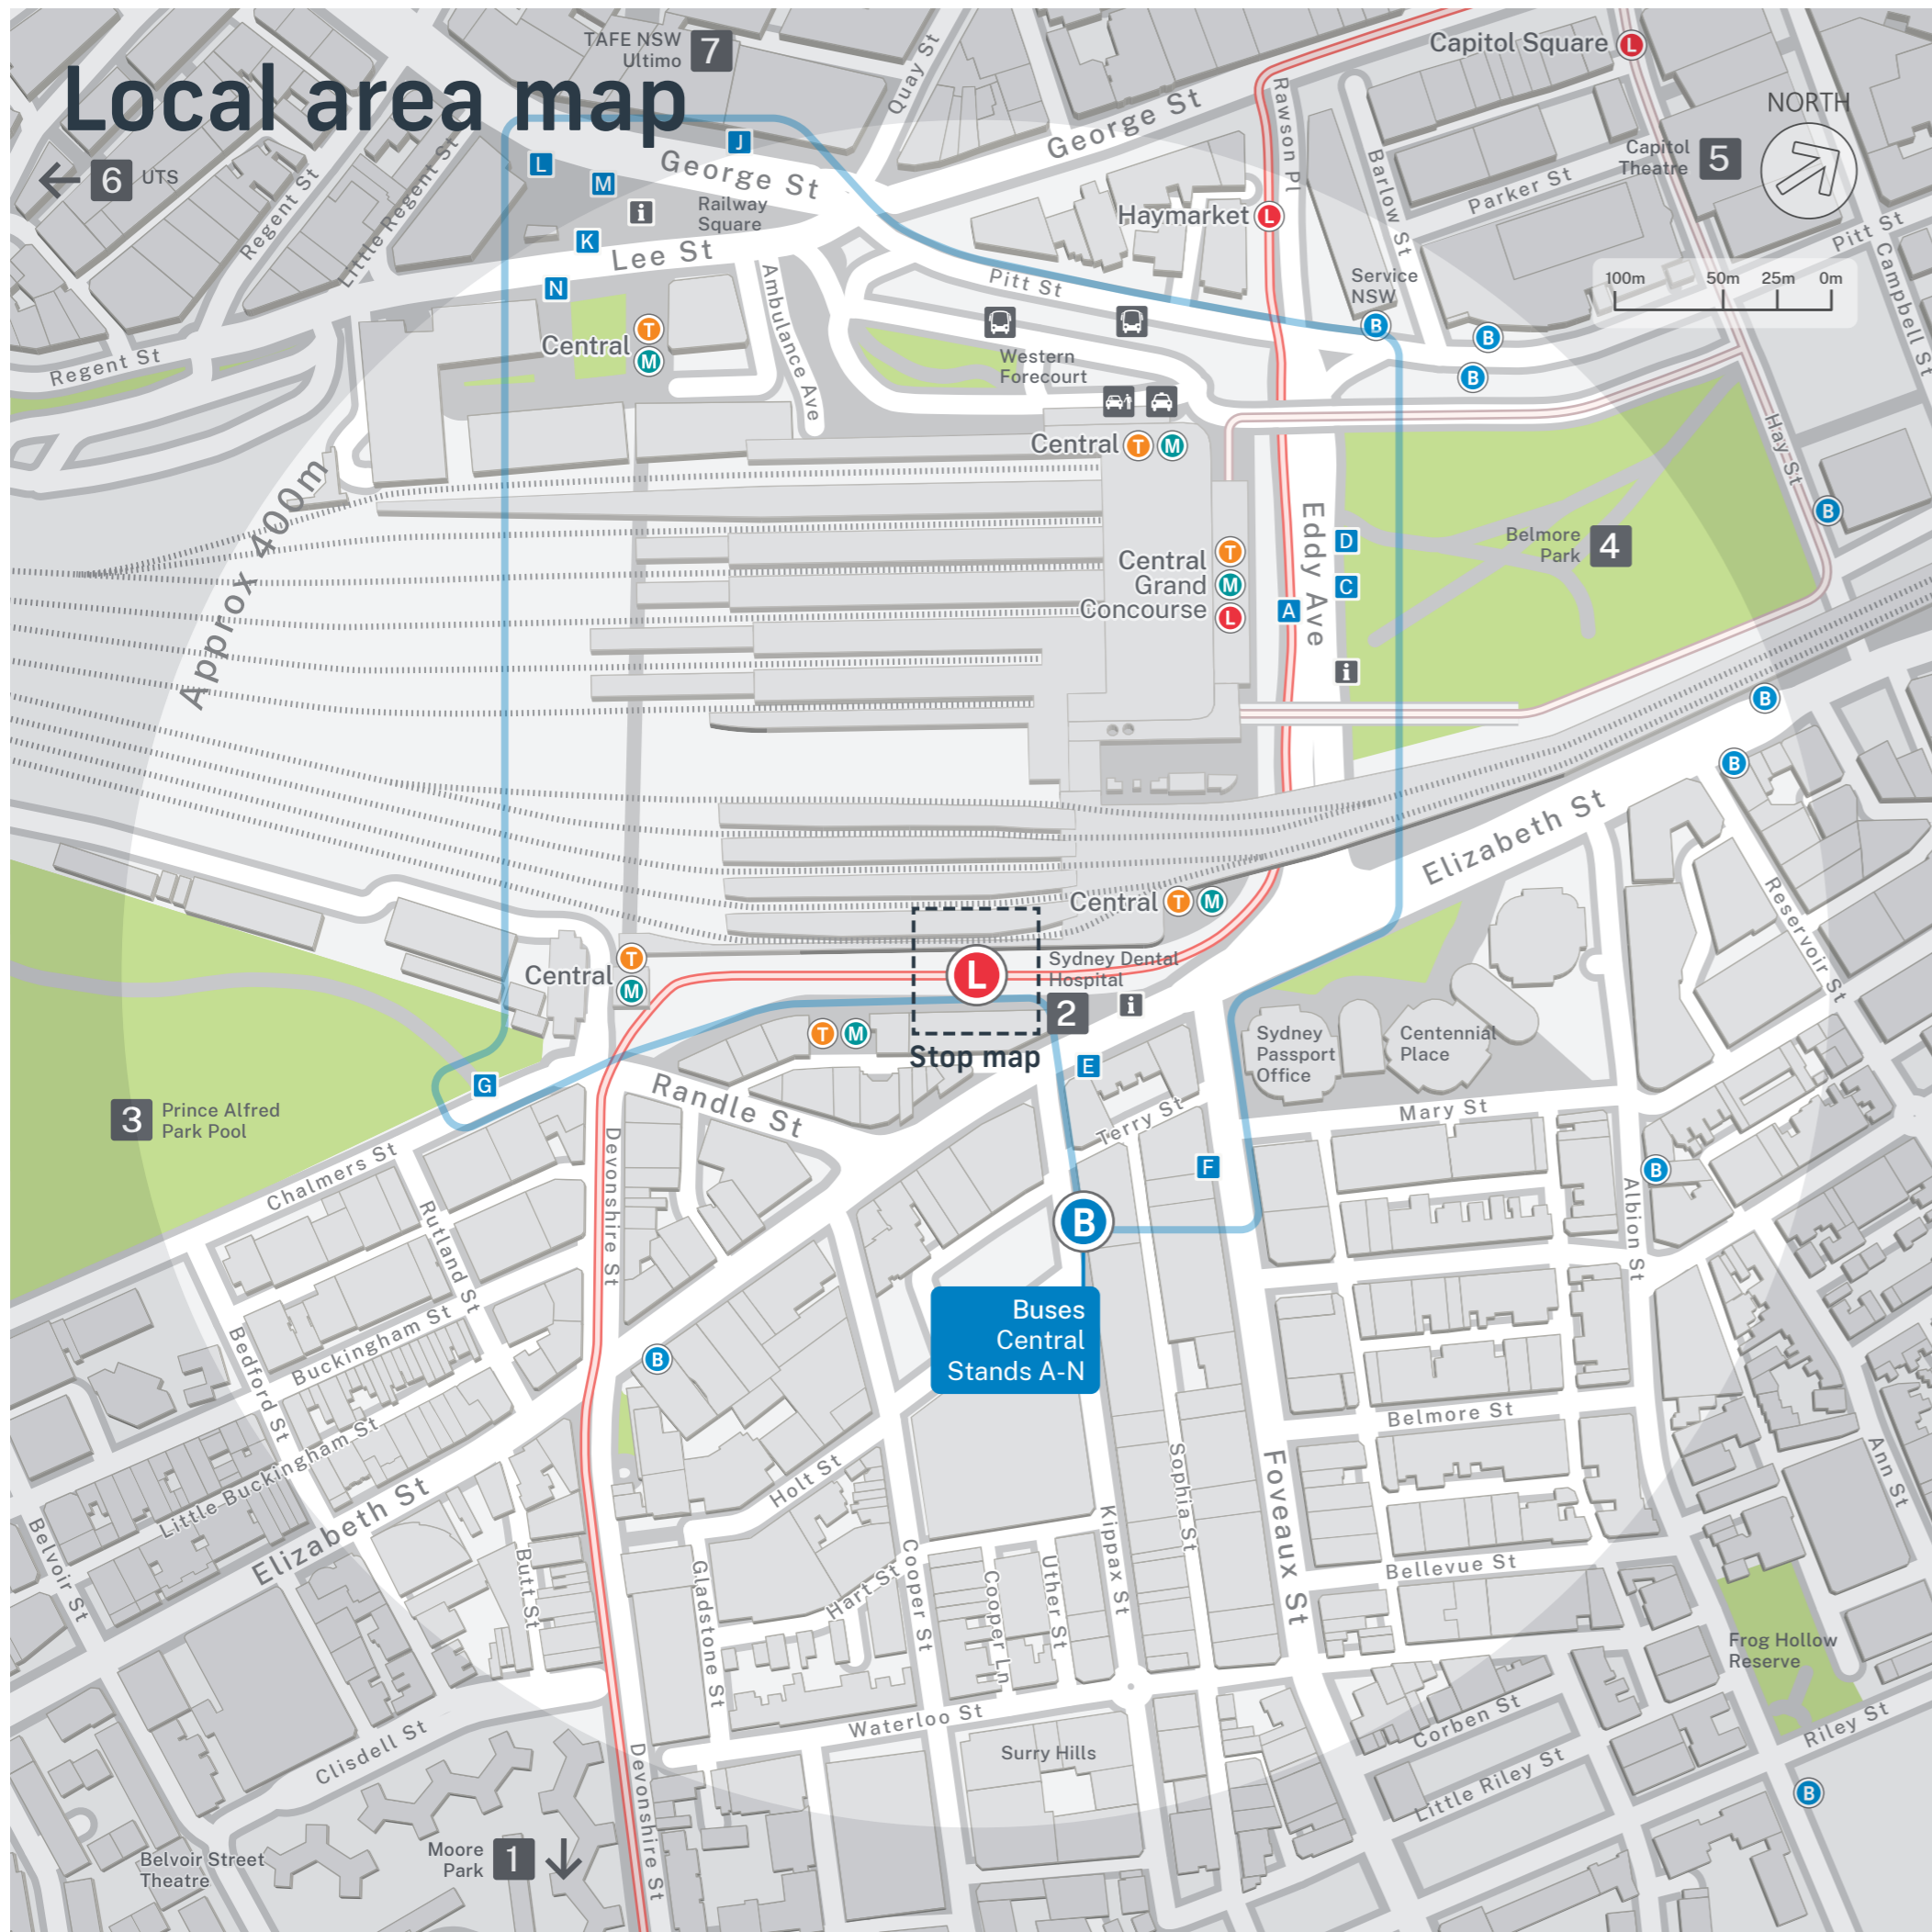 Local area map
TAFE NSW
Ultimo
7
Quay St
Capitol Square
L
NORTH
6
UTS
L
M
J
i
K
N
George St
Railway
Square
Lee St
Regent St
Little Regent St
Regent St
George St
Rawson Pl
Haymarket
L
Barlow St
Parker St
Capitol
Theatre
5
Pitt St
Campbell St
100m
50m
25m
0m
Pitt St
Service
NSW
B
B
B
Central
T
M
Ambulance Ave
Western
Forecourt
Central
T
M
Hay St
B
Approx 400m
Central
Grand
Concourse
T
M
L
Eddy Ave
A
D
C
i
Belmore
Park
4
B
B
Elizabeth St
Reservoir St
Central
T
M
Central
T
M
L
Stop map
Sydney Dental
Hospital
2
i
T
M
E
Sydney
Passport
Office
Centennial
Place
G
3
Prince Alfred
Park Pool
Randle St
Terry St
Mary St
F
B
Albion St
Chalmers St
Devonshire St
Rutland St
B
Buses
Central
Stands A-N
Buckingham St
Bedford St
B
Little Buckingham St
Elizabeth St
Belvoir St
Butt St
Holt St
Hart St
Gladstone St
Cooper St
Cooper Ln
Uther St
Kippax St
Sophia St
Foveaux St
Belmore St
Bellevue St
Ann St
Frog Hollow
Reserve
Riley St
Corben St
Little Riley St
B
Waterloo St
Surry Hills
Clisdell St
Devonshire St
Moore
Park
1
Belvoir Street
Theatre